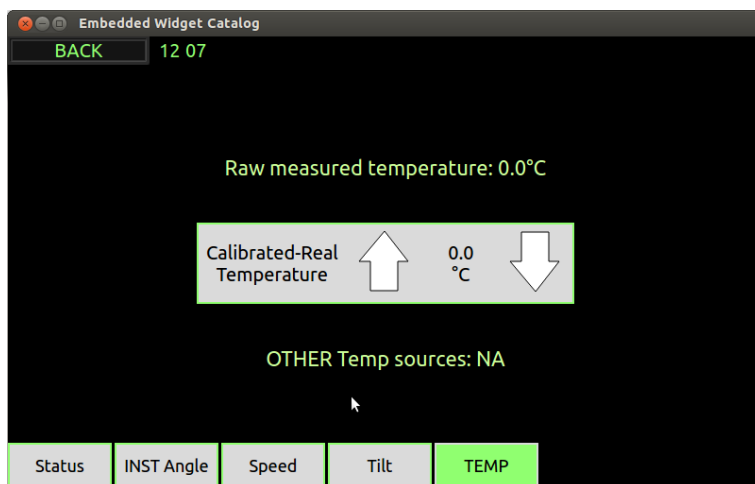 Embedded Widget Catalog
BACK 12 07
Raw measured temperature: 0.0°C
Calibrated-Real
Temperature
0.0
°C
OTHER Temp sources: NA
Status INST Angle Speed Tilt TEMP